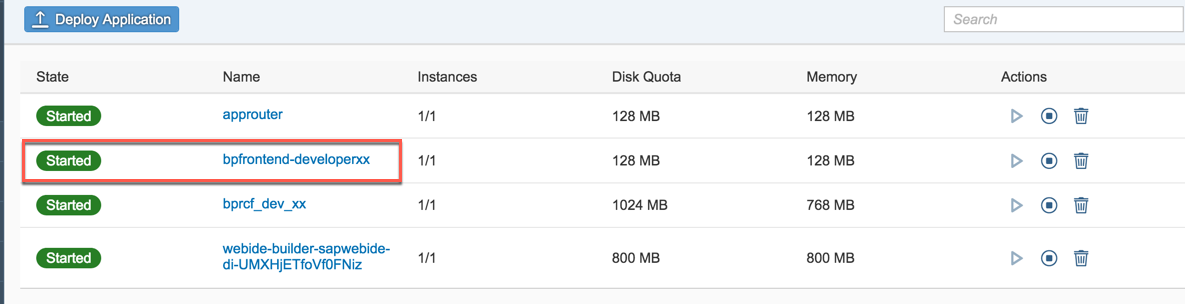 Deploy Application
Search
State Name Instances Disk Quota Memory Actions
Started approuter 1/1 128 MB 128 MB
Started bpfrontend-developerxx 1/1 128 MB 128 MB
Started bprcf_dev_xx 1/1 1024 MB 768 MB
webide-builder-sapwebide-
Started di-UMXHjETfoVf0FNiz 1/1 800 MB 800 MB